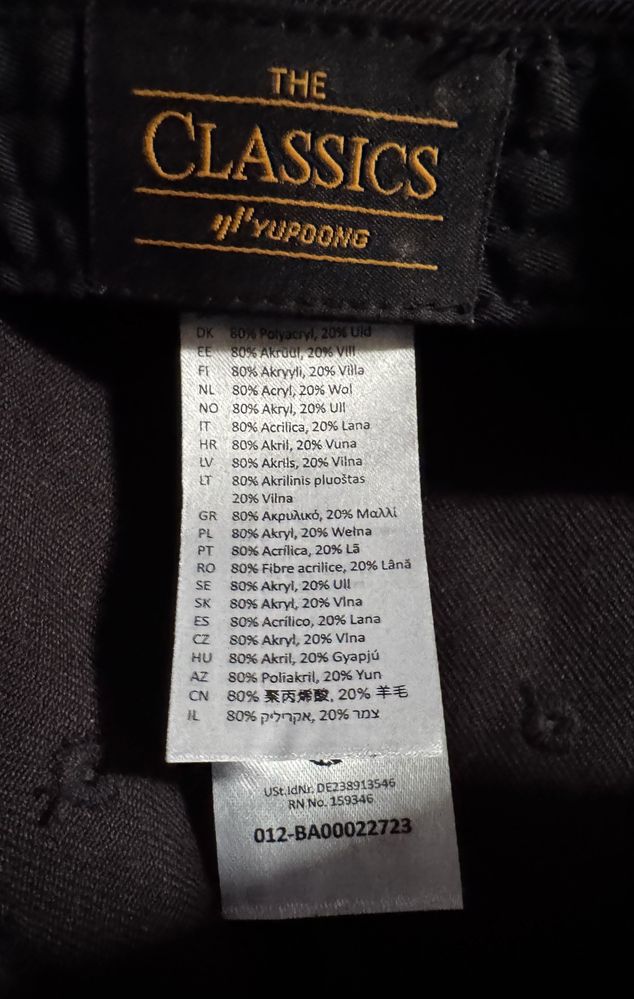 THE
CLASSICS
YUPOONG
DK 80% Polyacryl, 20% Uld
EE 80% Akrüül, 20% Vill
FI 80% Akryyli, 20% Villa
NL 80% Acryl, 20% Wol
NO 80% Akryl, 20% Ull
IT 80% Acrilica, 20% Lana
HR 80% Akril, 20% Vuna
LV 80% Akrils, 20% Vilna
LT 80% Akrilinis pluoštas
20% Vilna
GR 80% Ακρυλικό, 20% Μαλλί
PL 80% Akryl, 20% Wełna
PT 80% Acrílica, 20% Lã
RO 80% Fibre acrilice, 20% Lână
SE 80% Akryl, 20% Ull
SK 80% Akryl, 20% Vlna
ES 80% Acrílico, 20% Lana
CZ 80% Akryl, 20% Vlna
HU 80% Akril, 20% Gyapjú
AZ 80% Poliakril, 20% Yun
CN 80% 聚丙烯酸, 20% 羊毛
IL 80% אקריליק, 20% צמר
USt.IdNr. DE238913546
RN No. 159346
012-BA00022723